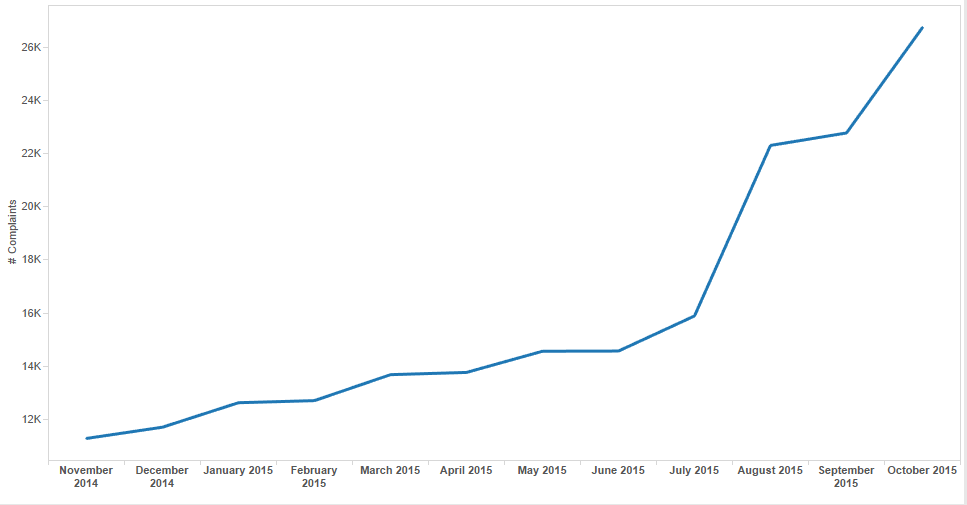 26K
24K
22K
20K
18K
16K
14K
12K
# Complaints
November 2014
December 2014
January 2015
February 2015
March 2015
April 2015
May 2015
June 2015
July 2015
August 2015
September 2015
October 2015